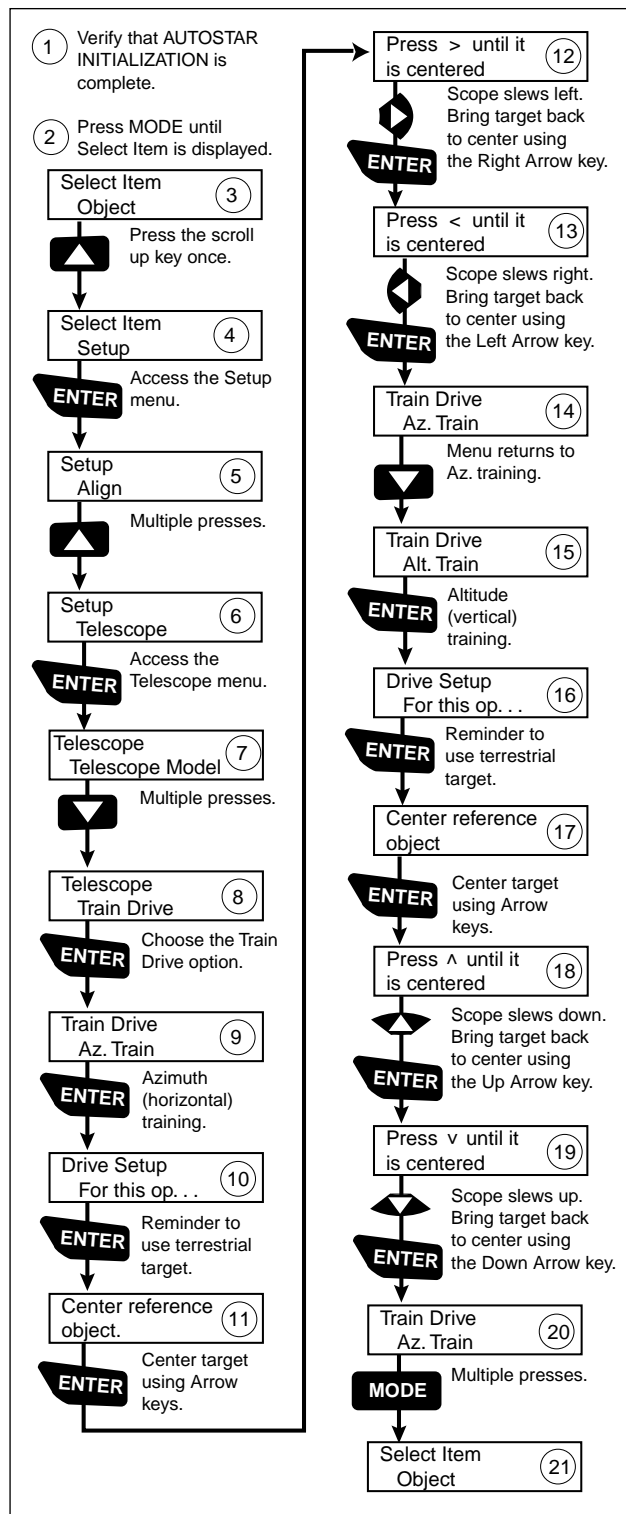 1 Verify that AUTOSTAR
INITIALIZATION is
complete.
2 Press MODE until
Select Item is displayed.
Select Item
Object
3
Press the scroll
up key once.
Select Item
Setup
4
ENTER
Access the Setup
menu.
Setup
Align
5
Multiple presses.
Setup
Telescope
6
ENTER
Access the
Telescope menu.
Telescope
Telescope Model
7
Multiple presses.
Telescope
Train Drive
8
ENTER
Choose the Train
Drive option.
Train Drive
Az. Train
9
ENTER
Azimuth
(horizontal)
training.
Drive Setup
For this op. . .
10
ENTER
Reminder to
use terrestrial
target.
Center reference
object.
11
ENTER
Center target
using Arrow
keys.
Press > until it
is centered
12
Scope slews left.
Bring target back
to center using
the Right Arrow key.
ENTER
Press < until it
is centered
13
Scope slews right.
Bring target back
to center using
the Left Arrow key.
ENTER
Train Drive
Az. Train
14
Menu returns to
Az. training.
Train Drive
Alt. Train
15
ENTER
Altitude
(vertical)
training.
Drive Setup
For this op. . .
16
ENTER
Reminder to
use terrestrial
target.
Center reference
object
17
ENTER
Center target
using Arrow
keys.
Press ^ until it
is centered
18
Scope slews down.
Bring target back
to center using
the Up Arrow key.
ENTER
Press v until it
is centered
19
Scope slews up.
Bring target back
to center using
the Down Arrow key.
ENTER
Train Drive
Az. Train
20
MODE
Multiple presses.
Select Item
Object
21